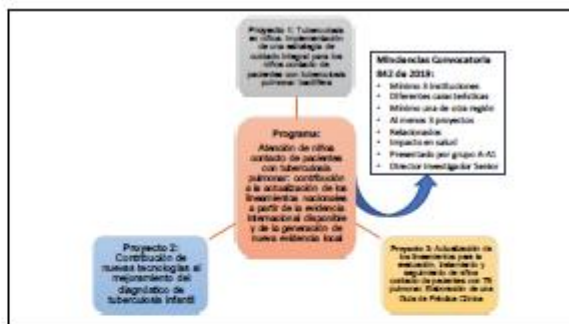 Proyecto 1: Tuberculosis
en niños. Implementación
de una estrategia de
cuidado integral para los
niños contacto de
pacientes con tuberculosis
pulmonar bacilífera
Minciencias Convocatoria
842 de 2019:
• Mínimo 3 instituciones
• Diferentes características
• Mínimo una de otra región
• Al menos 3 proyectos
• Relacionados
• Impacto en salud
• Presentado por grupo A-A1
• Director Investigador Senior
Programa:
Atención de niños
contacto de pacientes
con tuberculosis
pulmonar: contribución
a la actualización de los
lineamientos nacionales
a partir de la evidencia
internacional disponible
y de la generación de
nueva evidencia local
Proyecto 2:
Contribución de
nuevas tecnologías al
mejoramiento del
diagnóstico de
tuberculosis infantil
Proyecto 3: Actualización de
los lineamientos para la
evaluación, tratamiento y
seguimiento de niños
contacto de pacientes con TB
pulmonar. Elaboración de una
Guía de Práctica Clínica